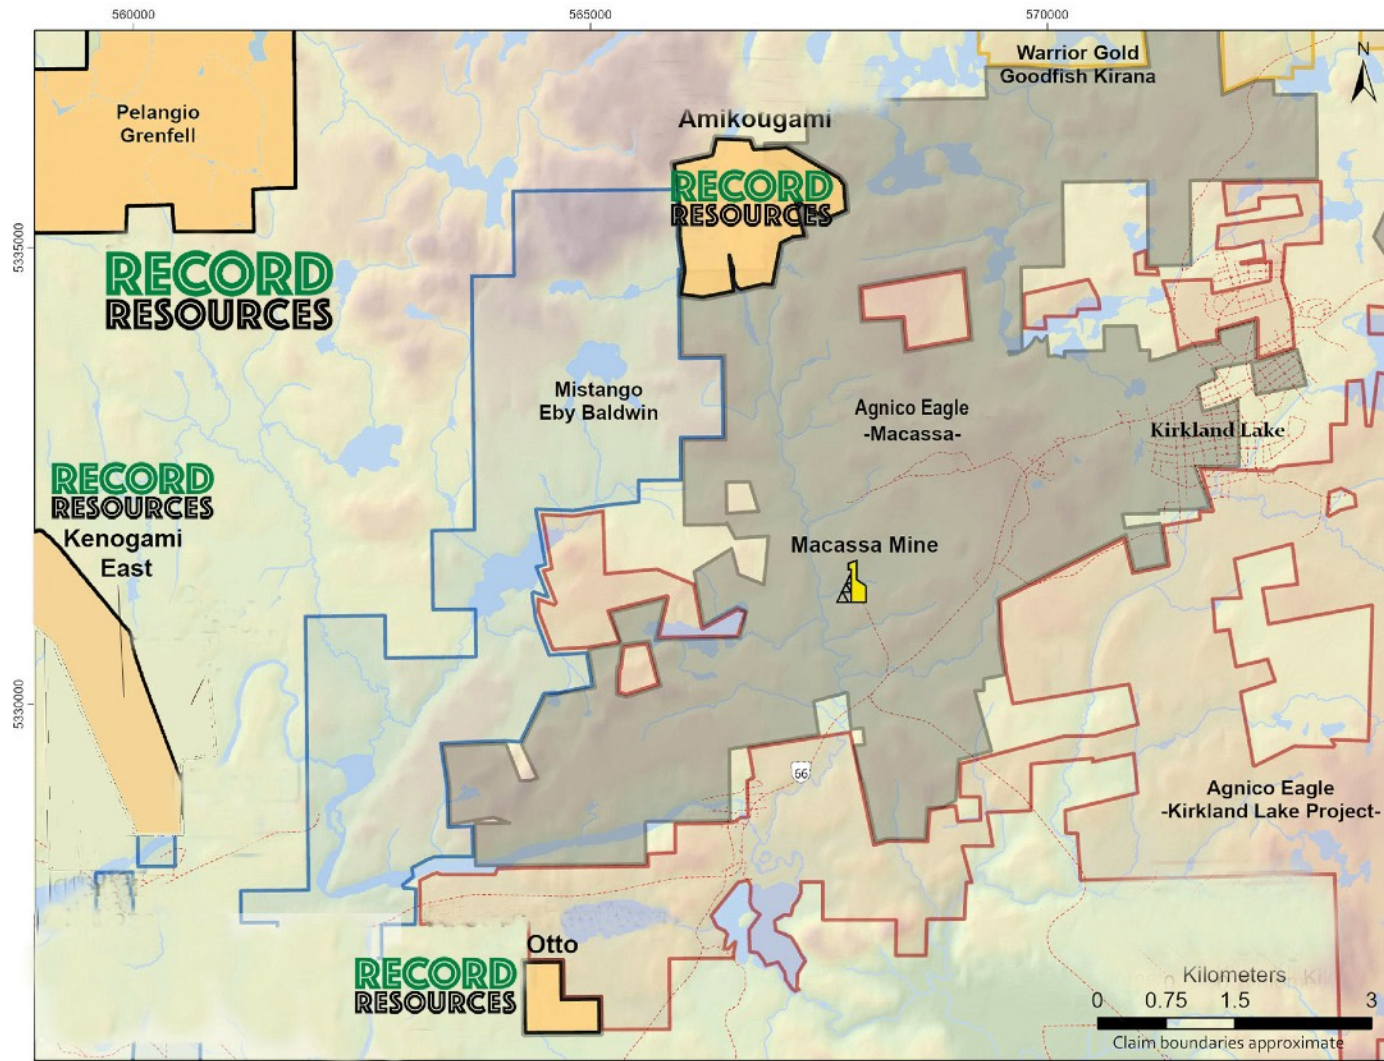 560000
565000
570000
Warrior Gold
Goodfish Kirana
N
Pelangio
Grenfell
Amikougami
RECORD
RESOURCES
5335000
RECORD
RESOURCES
Mistango
Eby Baldwin
Agnico Eagle
-Macassa-
Kirkland Lake
RECORD
RESOURCES
Kenogami
East
Macassa Mine
5330000
66
Agnico Eagle
-Kirkland Lake Project-
Otto
RECORD
RESOURCES
Kilometers
0 0.75 1.5 3
Claim boundaries approximate